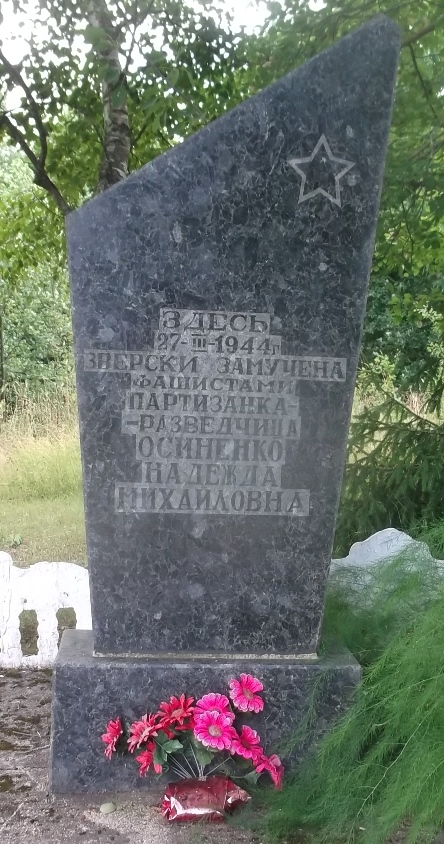 ЗДЕСЬ
27-III-1944г
ЗВЕРСКИ ЗАМУЧЕНА
ФАШИСТАМИ
ПАРТИЗАНКА-
-РАЗВЕДЧИЦА
ОСИНЕНКО
НАДЕЖДА
МИХАЙЛОВНА